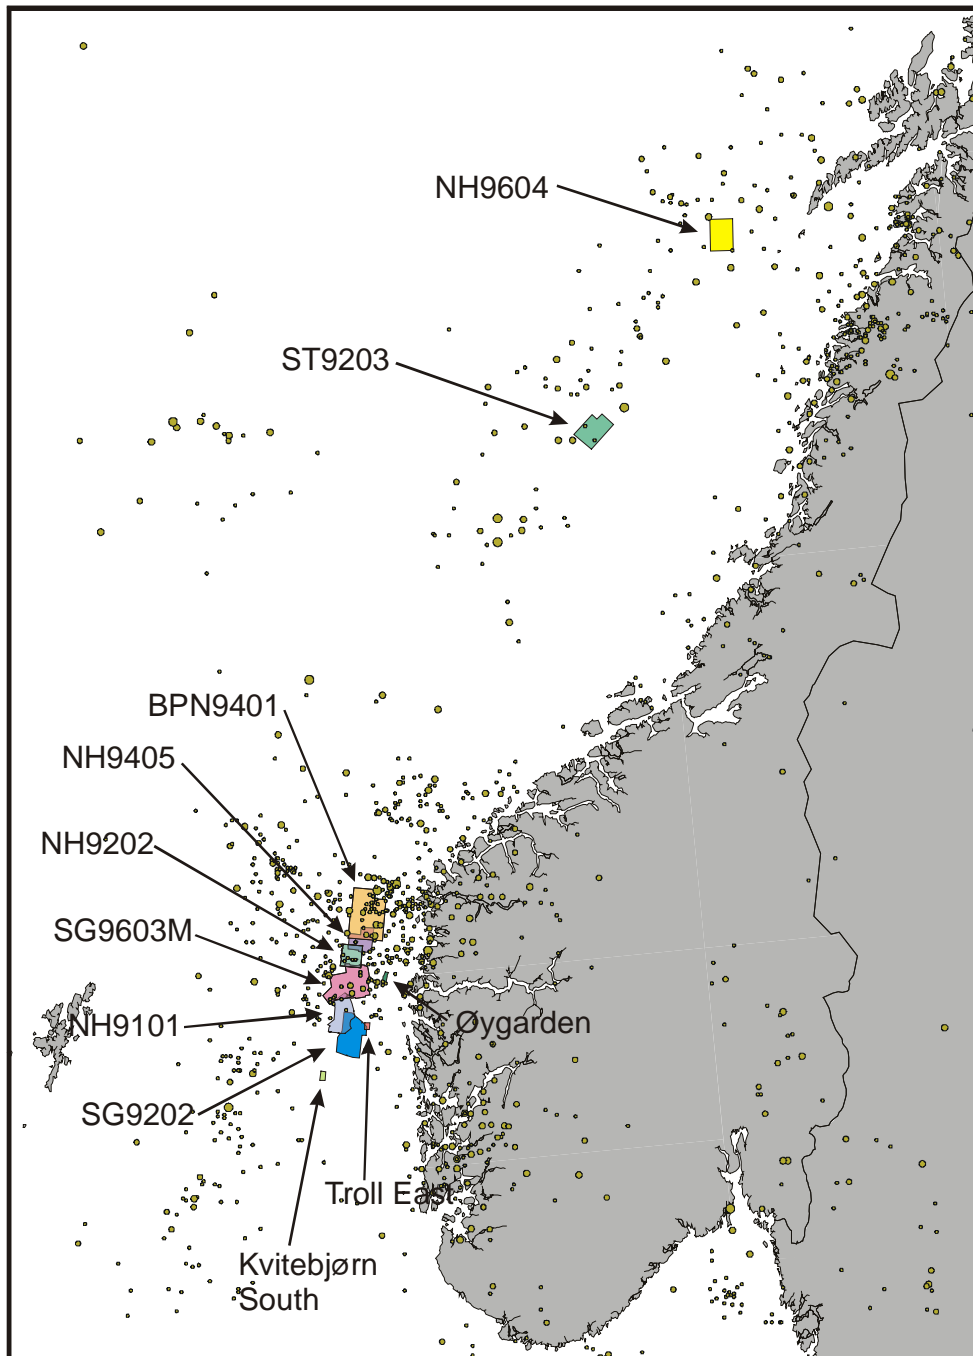 NH9604
ST9203
BPN9401
NH9405
NH9202
SG9603M
NH9101
Øygarden
SG9202
Troll East
Kvitebjørn
South